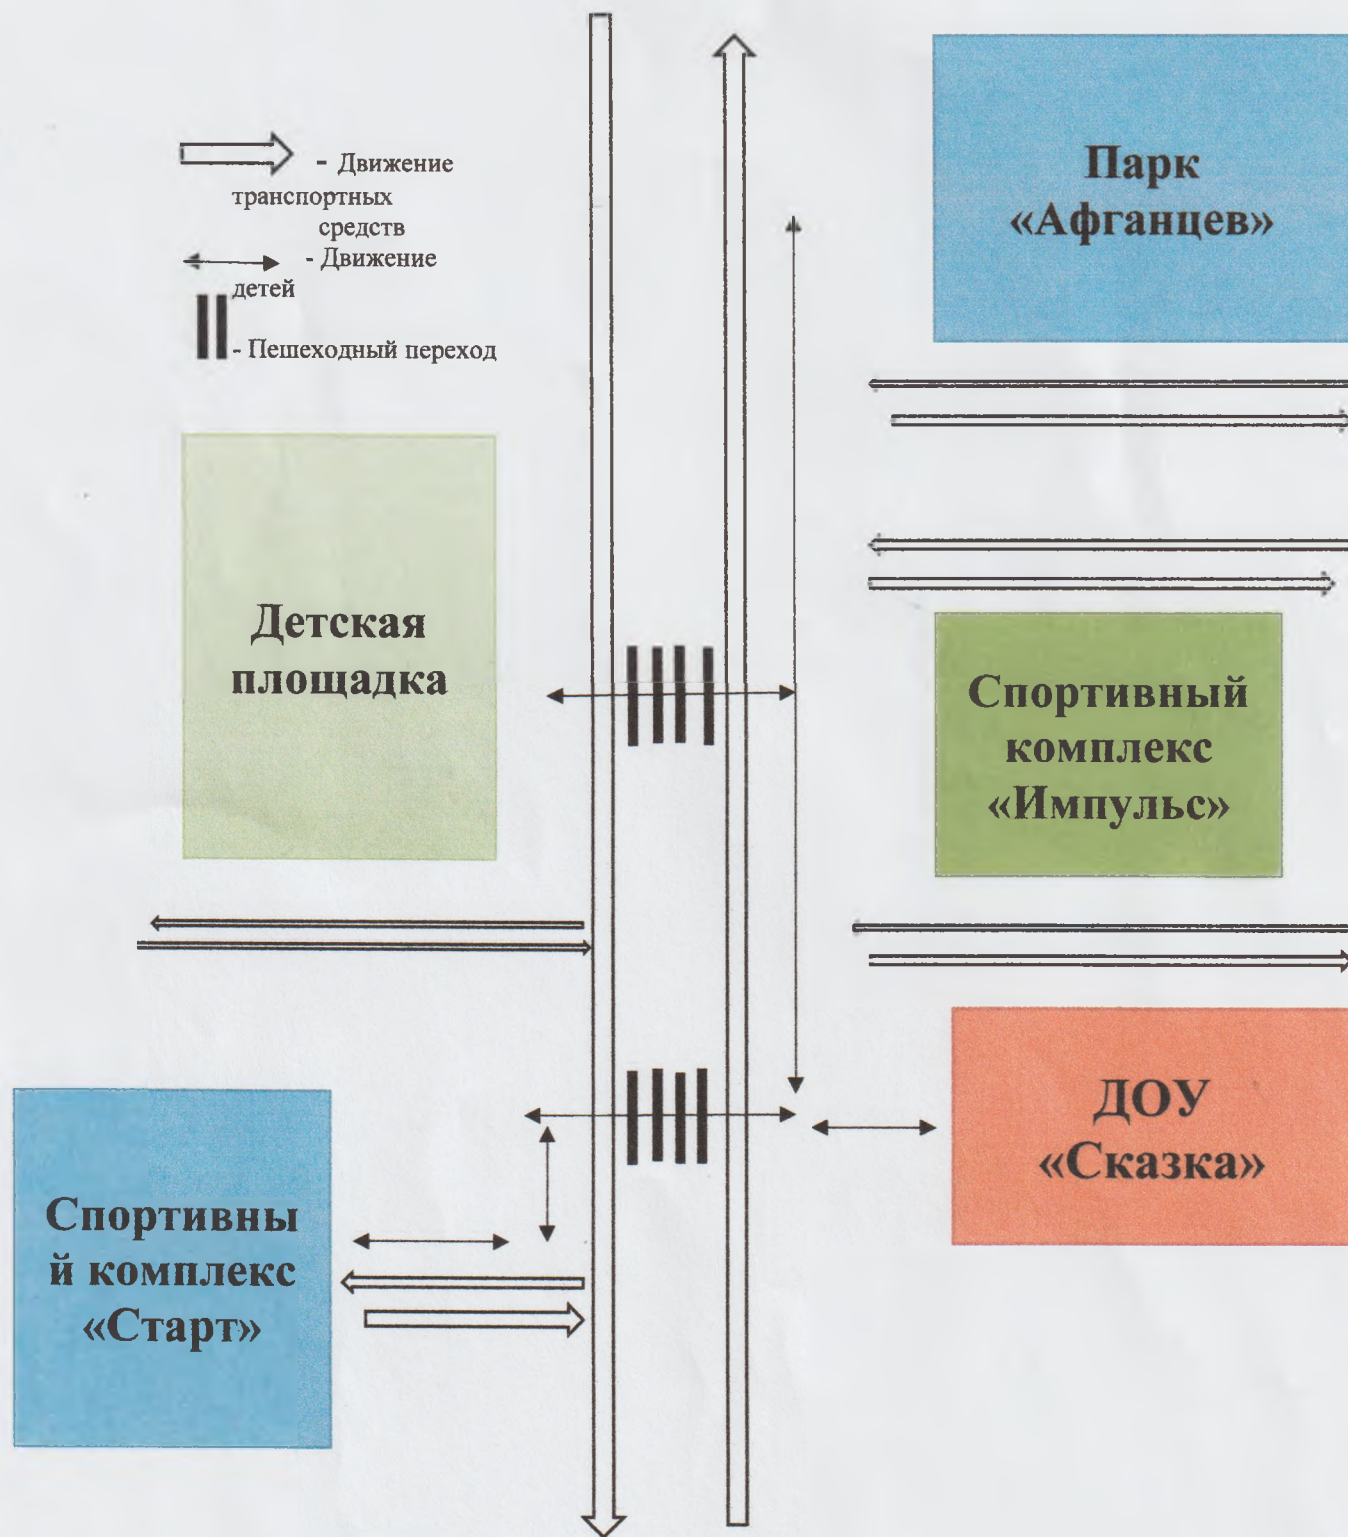 - Движение
транспортных
средств
- Движение
детей
- Пешеходный переход
Парк
«Афганцев»
Детская
площадка
Спортивный
комплекс
«Импульс»
ДОУ
«Сказка»
Спортивны
й комплекс
«Старт»